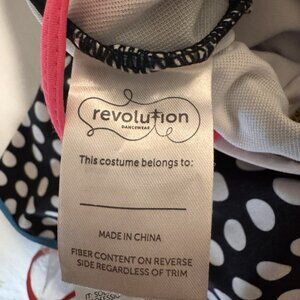 revolution
DANCEWEAR
This costume belongs to:
MADE IN CHINA
FIBER CONTENT ON REVERSE
SIDE REGARDLESS OF TRIM